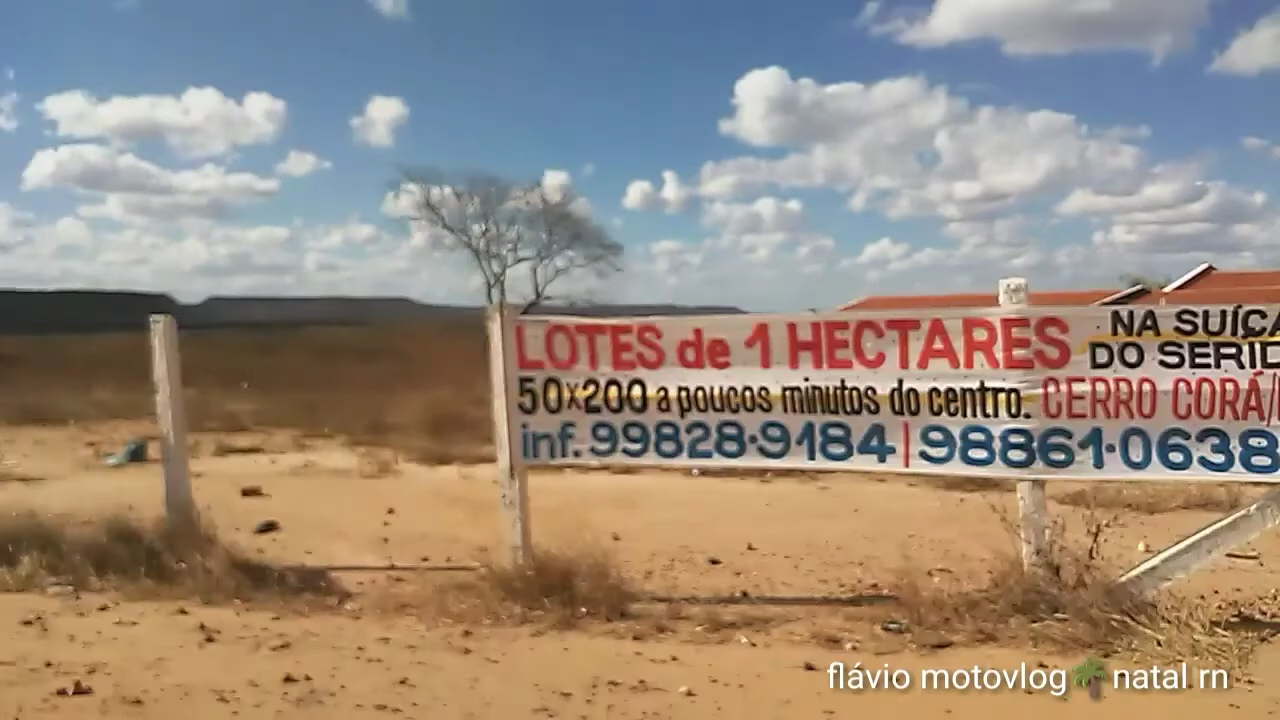 LOTES de 1 HECTARES NA SUÍÇA
DO SERID
50x200 a poucos minutos do centro. CERRO CORÁ/
inf. 99828-9184 | 98861-0638
flávio motovlog🌴natal rn